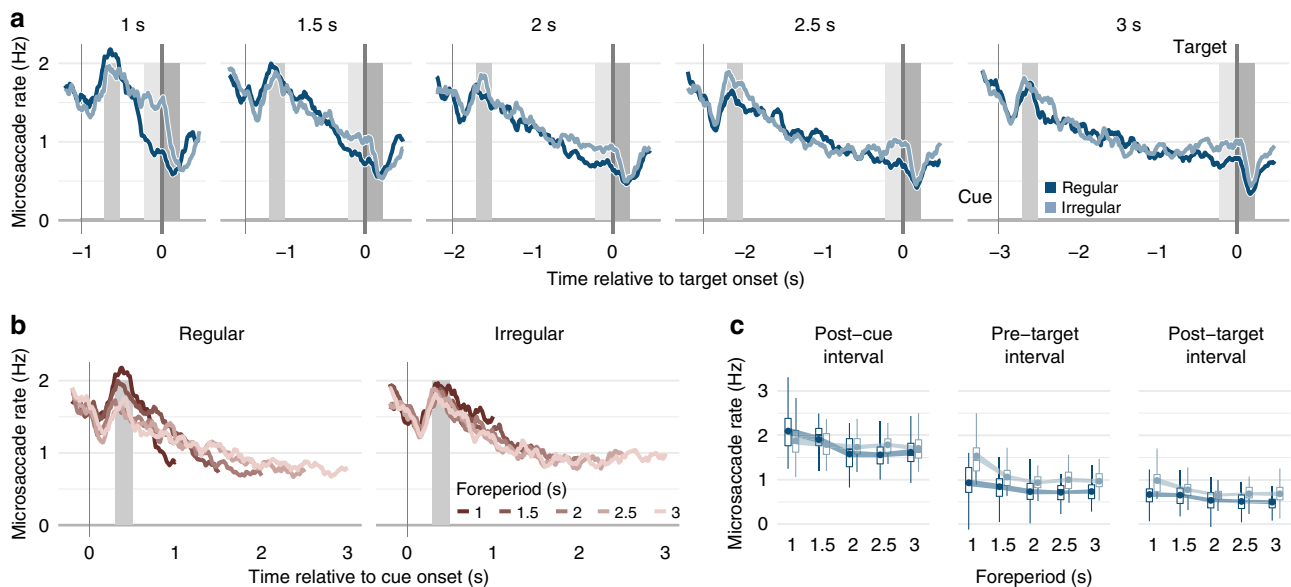 a
1 s
1.5 s
2 s
2.5 s
3 s
Microsaccade rate (Hz)
2
1
0
Target
Cue
Regular
Irregular
−1
0
−1
0
−2
−1
0
−2
−1
0
−3
−2
−1
0
Time relative to target onset (s)
b
Regular
Irregular
Microsaccade rate (Hz)
2
1
0
Foreperiod (s)
1
1.5
2
2.5
3
0
1
2
3
0
1
2
3
Time relative to cue onset (s)
c
Post−cue
interval
Pre−target
interval
Post−target
interval
Microsaccade rate (Hz)
3
2
1
0
1 1.5 2 2.5 3
1 1.5 2 2.5 3
1 1.5 2 2.5 3
Foreperiod (s)